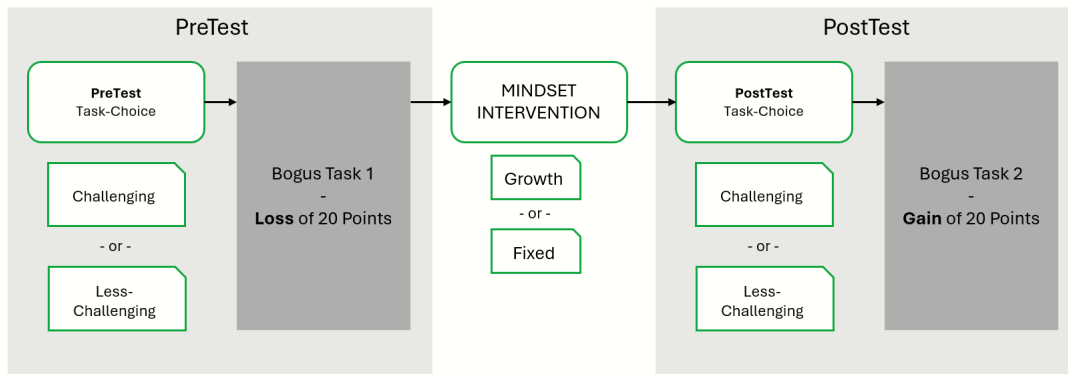 PreTest
PreTest
Task-Choice
Challenging
- or -
Less-
Challenging
Bogus Task 1
-
Loss of 20 Points
MINDSET
INTERVENTION
Growth
- or -
Fixed
PostTest
PostTest
Task-Choice
Challenging
- or -
Less-
Challenging
Bogus Task 2
-
Gain of 20 Points